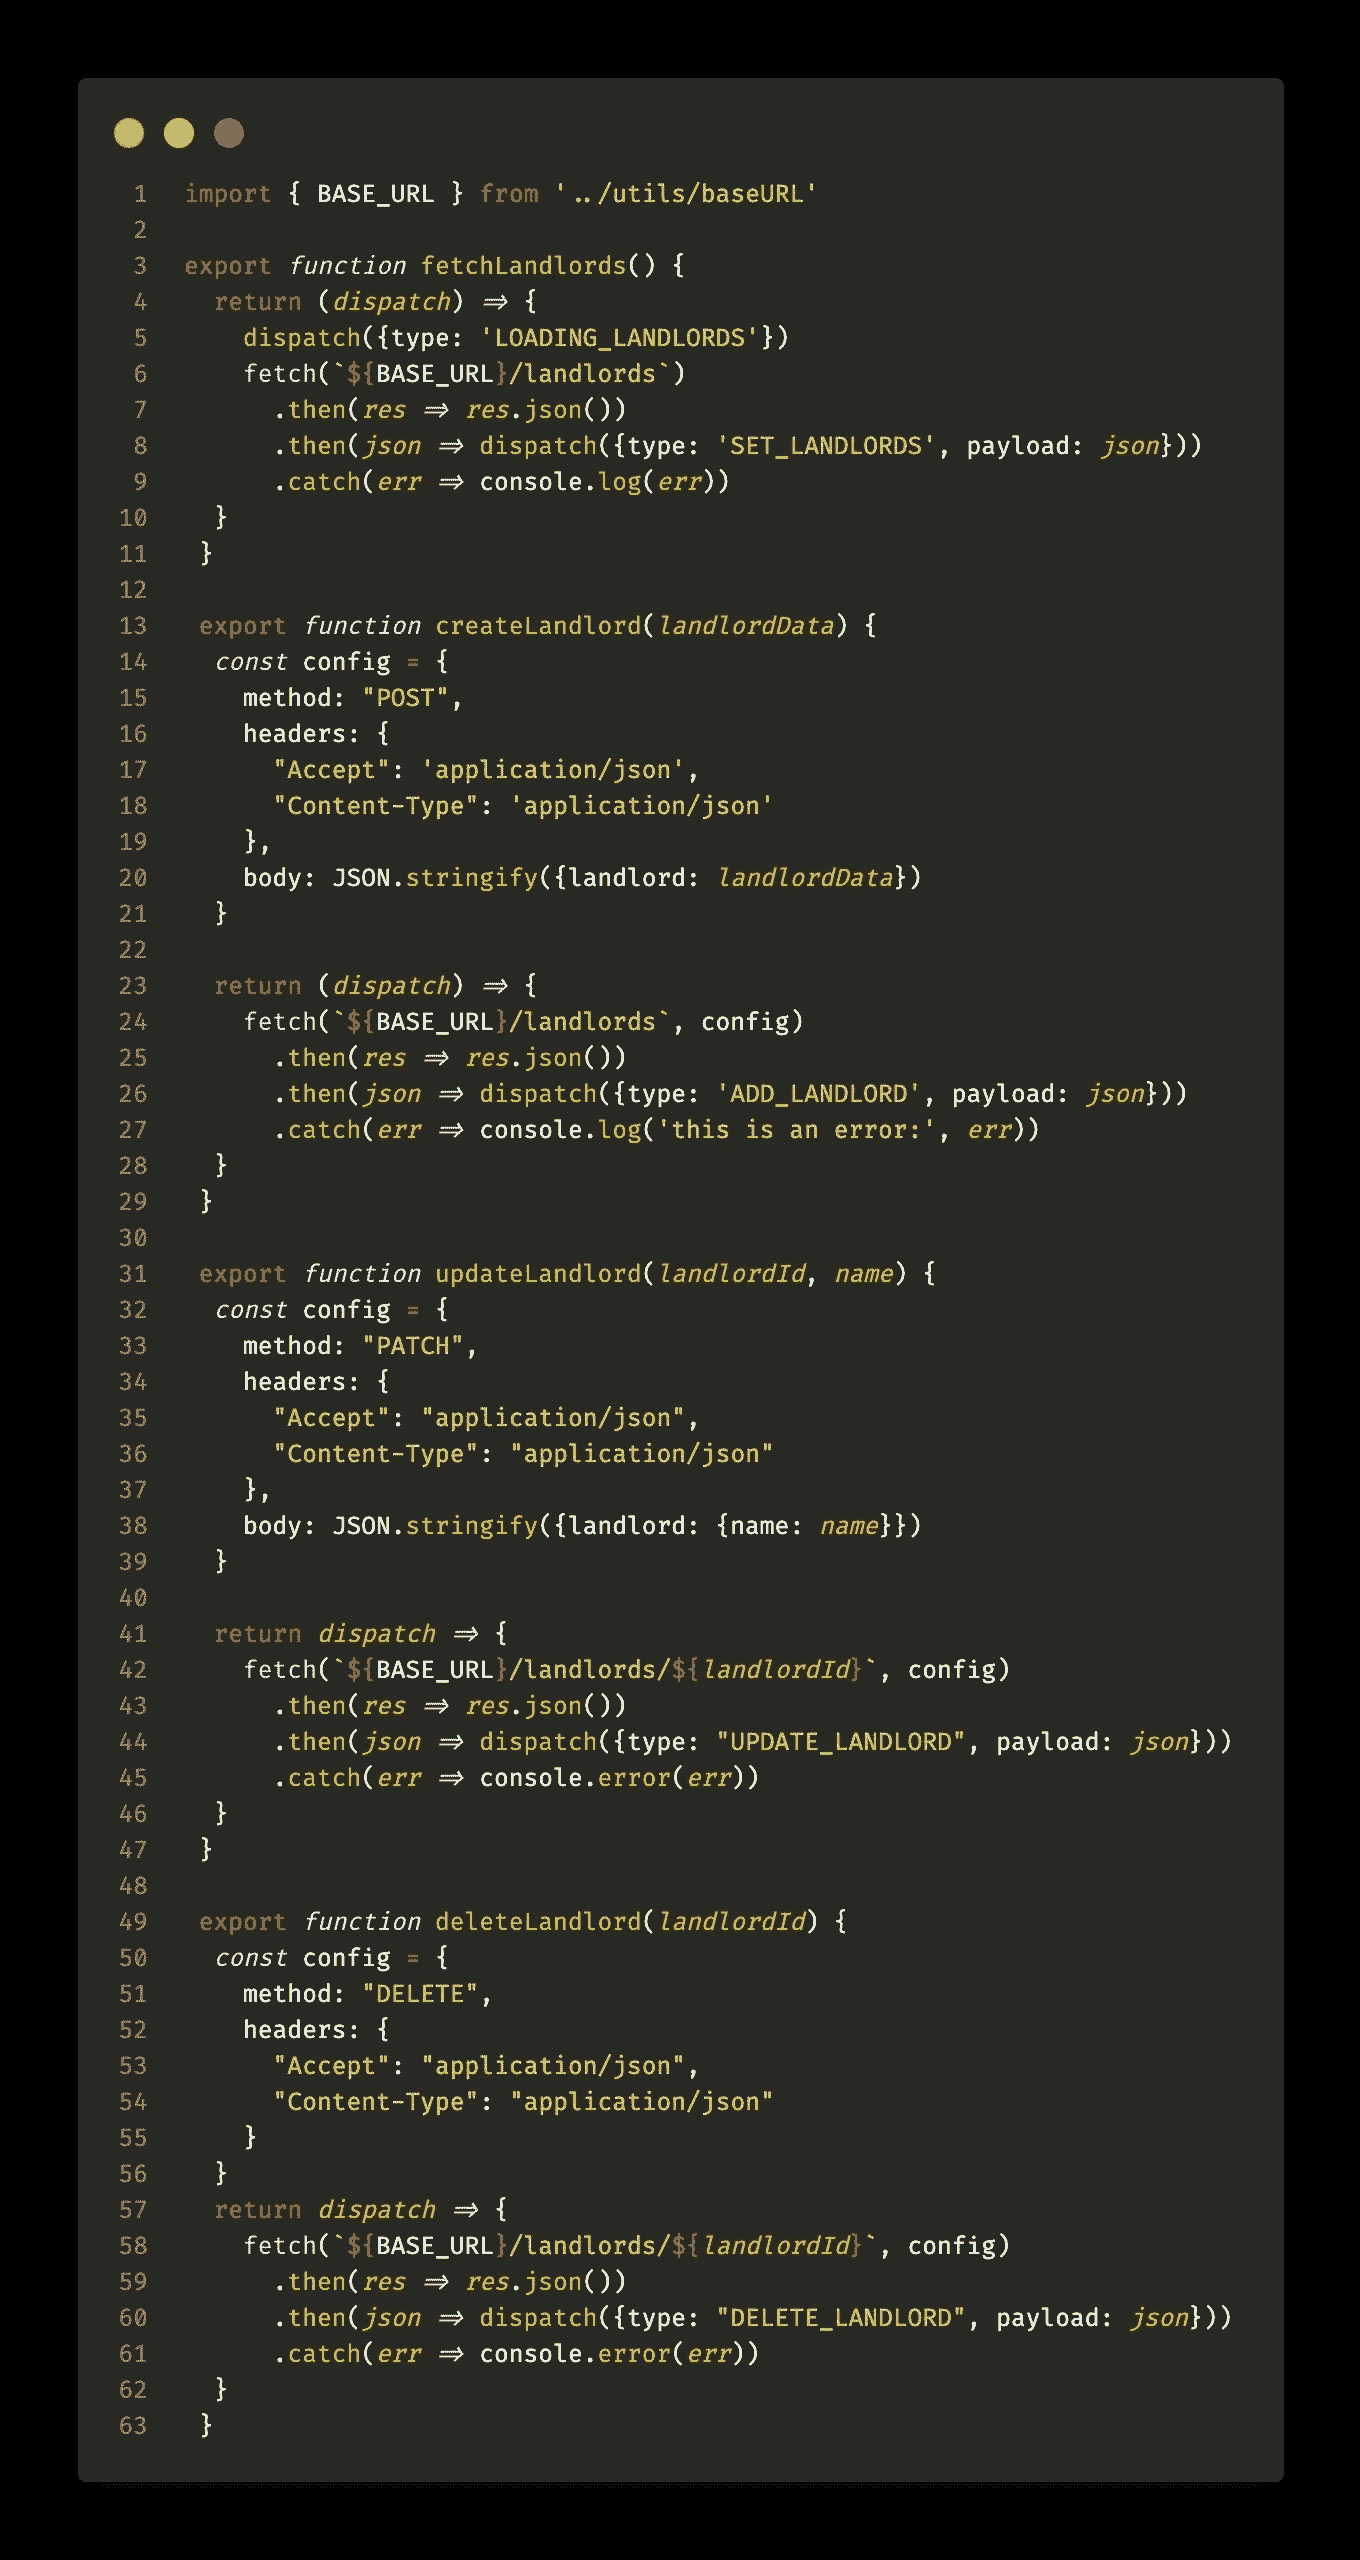 1 import { BASE_URL } from '../utils/baseURL'
2
3 export function fetchLandlords() {
4 return (dispatch) => {
5 dispatch({type: 'LOADING_LANDLORDS'})
6 fetch(`${BASE_URL}/landlords`)
7 .then(res => res.json())
8 .then(json => dispatch({type: 'SET_LANDLORDS', payload: json}))
9 .catch(err => console.log(err))
10 }
11 }
12
13 export function createLandlord(landlordData) {
14 const config = {
15 method: "POST",
16 headers: {
17 "Accept": 'application/json',
18 "Content-Type": 'application/json'
19 },
20 body: JSON.stringify({landlord: landlordData})
21 }
22
23 return (dispatch) => {
24 fetch(`${BASE_URL}/landlords`, config)
25 .then(res => res.json())
26 .then(json => dispatch({type: 'ADD_LANDLORD', payload: json}))
27 .catch(err => console.log('this is an error:', err))
28 }
29 }
30
31 export function updateLandlord(landlordId, name) {
32 const config = {
33 method: "PATCH",
34 headers: {
35 "Accept": "application/json",
36 "Content-Type": "application/json"
37 },
38 body: JSON.stringify({landlord: {name: name}})
39 }
40
41 return dispatch => {
42 fetch(`${BASE_URL}/landlords/${landlordId}`, config)
43 .then(res => res.json())
44 .then(json => dispatch({type: "UPDATE_LANDLORD", payload: json}))
45 .catch(err => console.error(err))
46 }
47 }
48
49 export function deleteLandlord(landlordId) {
50 const config = {
51 method: "DELETE",
52 headers: {
53 "Accept": "application/json",
54 "Content-Type": "application/json"
55 }
56 }
57 return dispatch => {
58 fetch(`${BASE_URL}/landlords/${landlordId}`, config)
59 .then(res => res.json())
60 .then(json => dispatch({type: "DELETE_LANDLORD", payload: json}))
61 .catch(err => console.error(err))
62 }
63 }